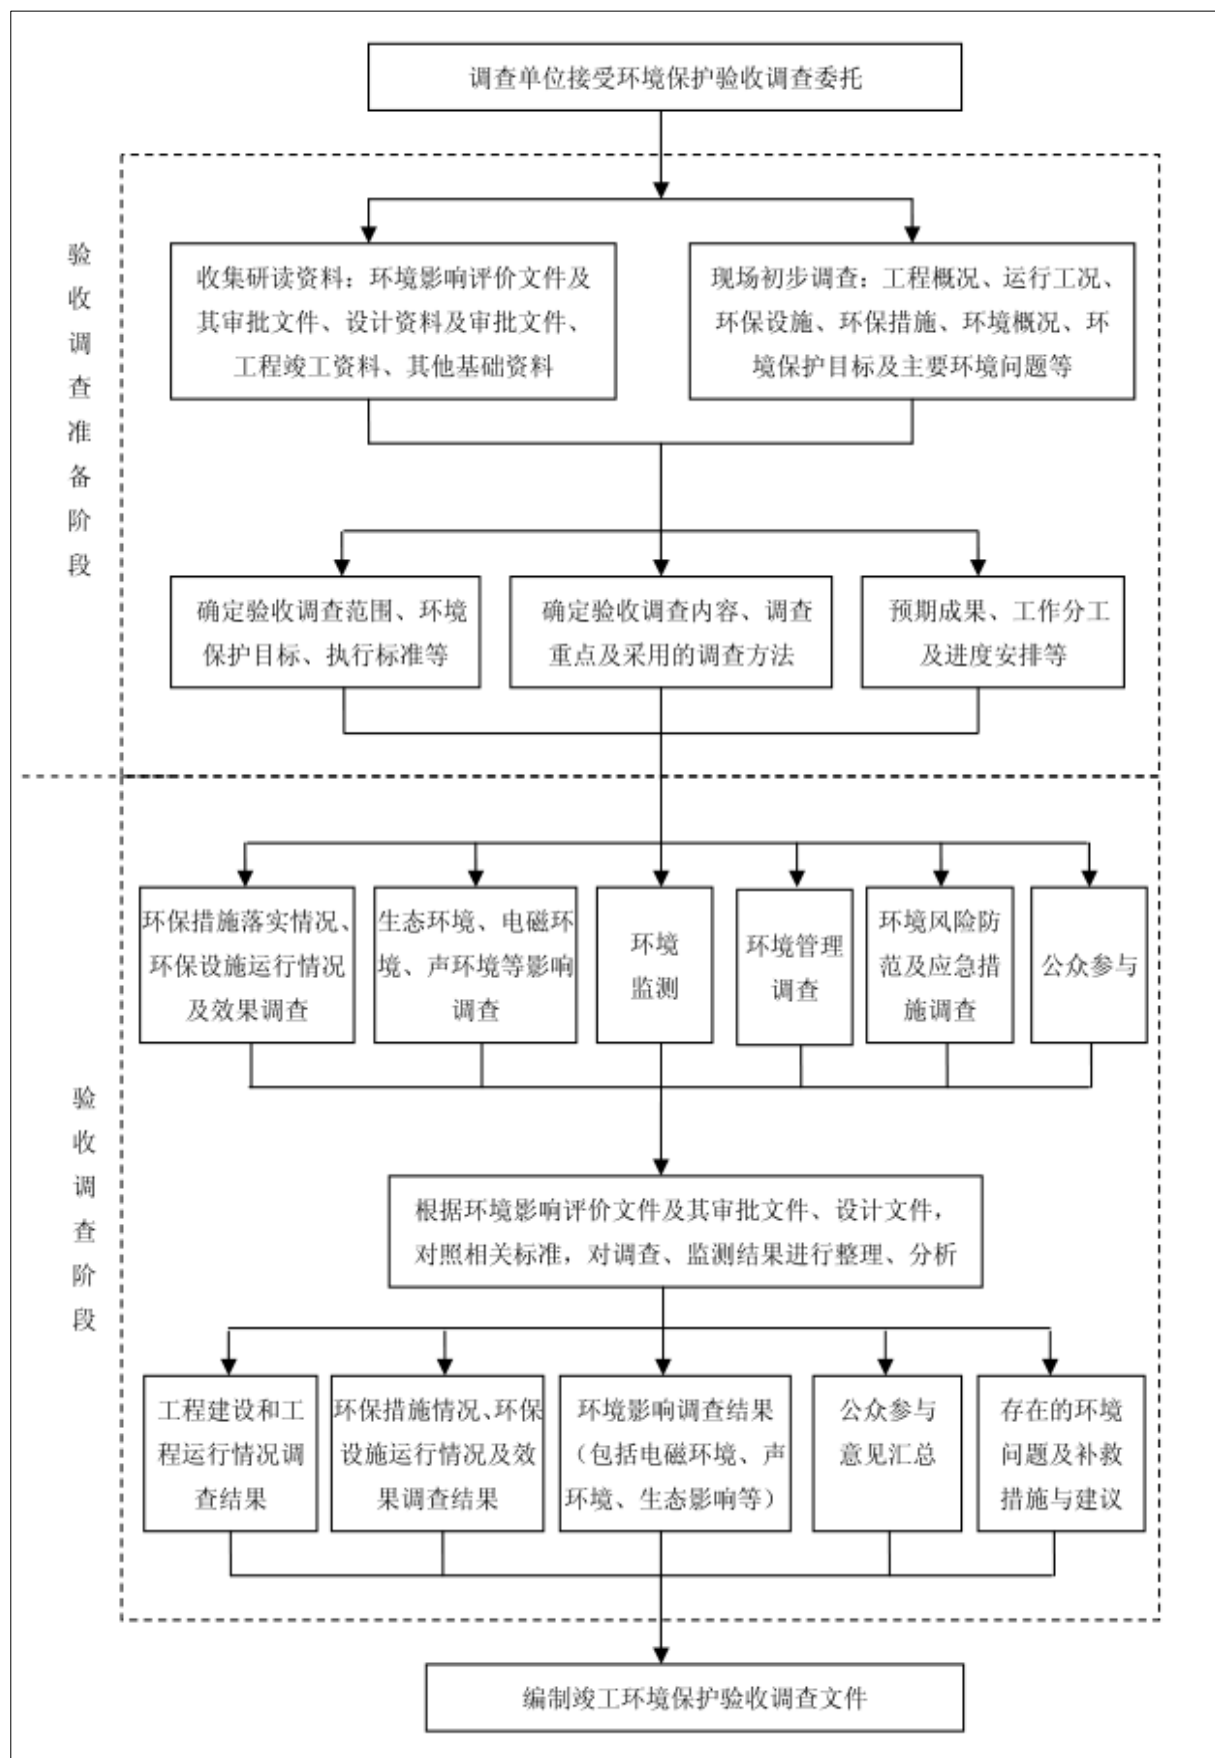 调查单位接受环境保护验收调查委托
验收调查准备阶段
收集研读资料：环境影响评价文件及
其审批文件、设计资料及审批文件、
工程竣工资料、其他基础资料
现场初步调查：工程概况、运行工况、
环保设施、环保措施、环境概况、环
境保护目标及主要环境问题等
确定验收调查范围、环境
保护目标、执行标准等
确定验收调查内容、调查
重点及采用的调查方法
预期成果、工作分工
及进度安排等
验收调查阶段
环保措施落实情况、
环保设施运行情况
及效果调查
生态环境、电磁环
境、声环境等影响
调查
环境
监测
环境管理
调查
环境风险防
范及应急措
施调查
公众参与
根据环境影响评价文件及其审批文件、设计文件，
对照相关标准，对调查、监测结果进行整理、分析
工程建设和工
程运行情况调
查结果
环保措施情况、环保
设施运行情况及效
果调查结果
环境影响调查结果
（包括电磁环境、声
环境、生态影响等）
公众参与
意见汇总
存在的环境
问题及补救
措施与建议
编制竣工环境保护验收调查文件